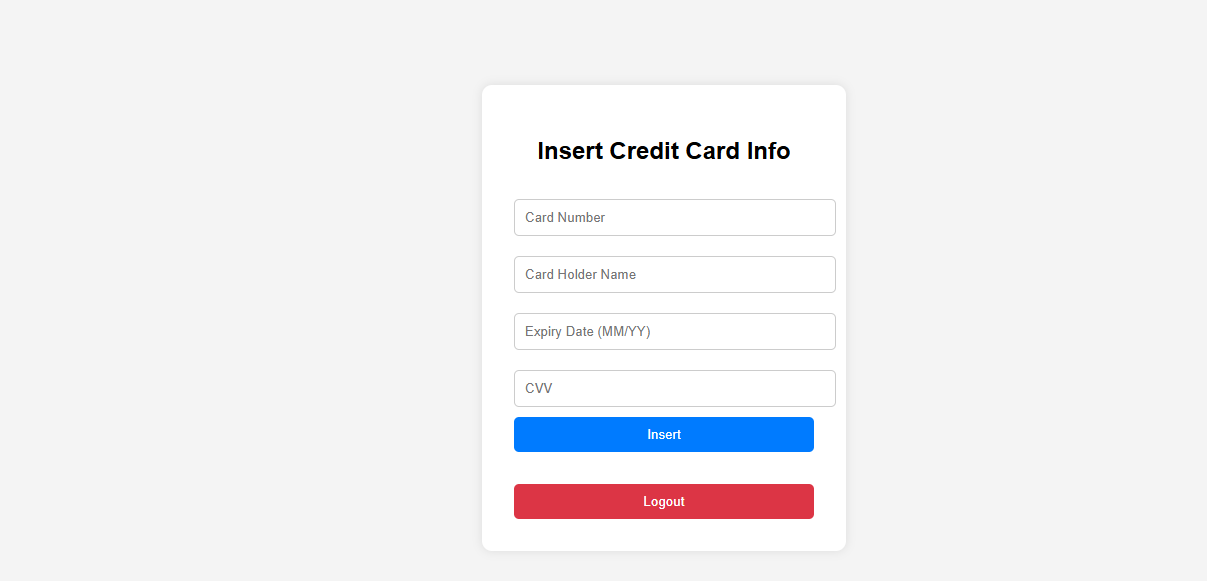 Insert Credit Card Info
Card Number
Card Holder Name
Expiry Date (MM/YY)
CVV
Insert
Logout